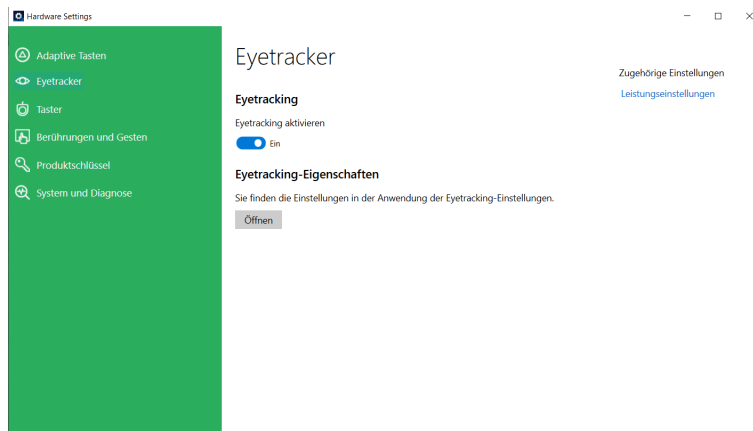 Hardware Settings
Adaptive Tasten
Eyetracker
Taster
Berührungen und Gesten
Produktschlüssel
System und Diagnose
Eyetracker
Eyetracking
Eyetracking aktivieren
Ein
Eyetracking-Eigenschaften
Sie finden die Einstellungen in der Anwendung der Eyetracking-Einstellungen.
Öffnen
Zugehörige Einstellungen
Leistungseinstellungen